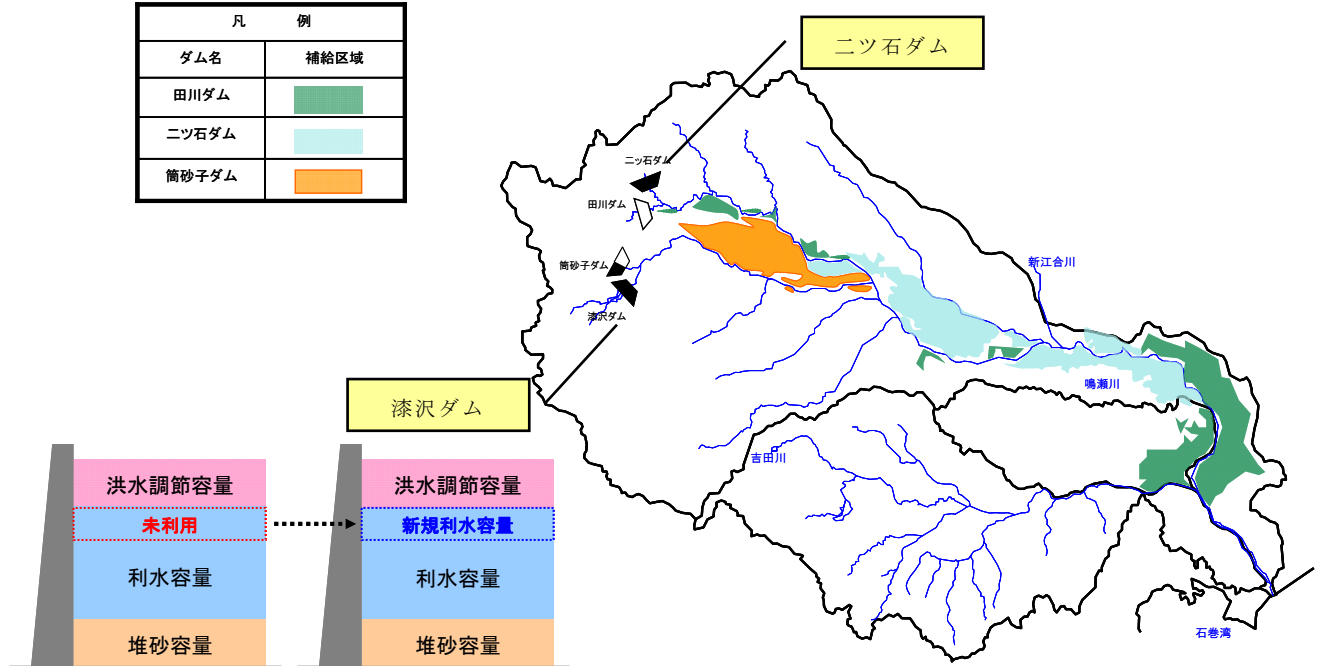 凡 例
ダム名 補給区域
田川ダム
二ツ石ダム
筒砂子ダム
二ツ石ダム
二ッ石ダム
田川ダム
筒砂子ダム
漆沢ダム
新江合川
鳴瀬川
吉田川
石巻湾
漆沢ダム
洪水調節容量
未利用
利水容量
堆砂容量
洪水調節容量
新規利水容量
利水容量
堆砂容量